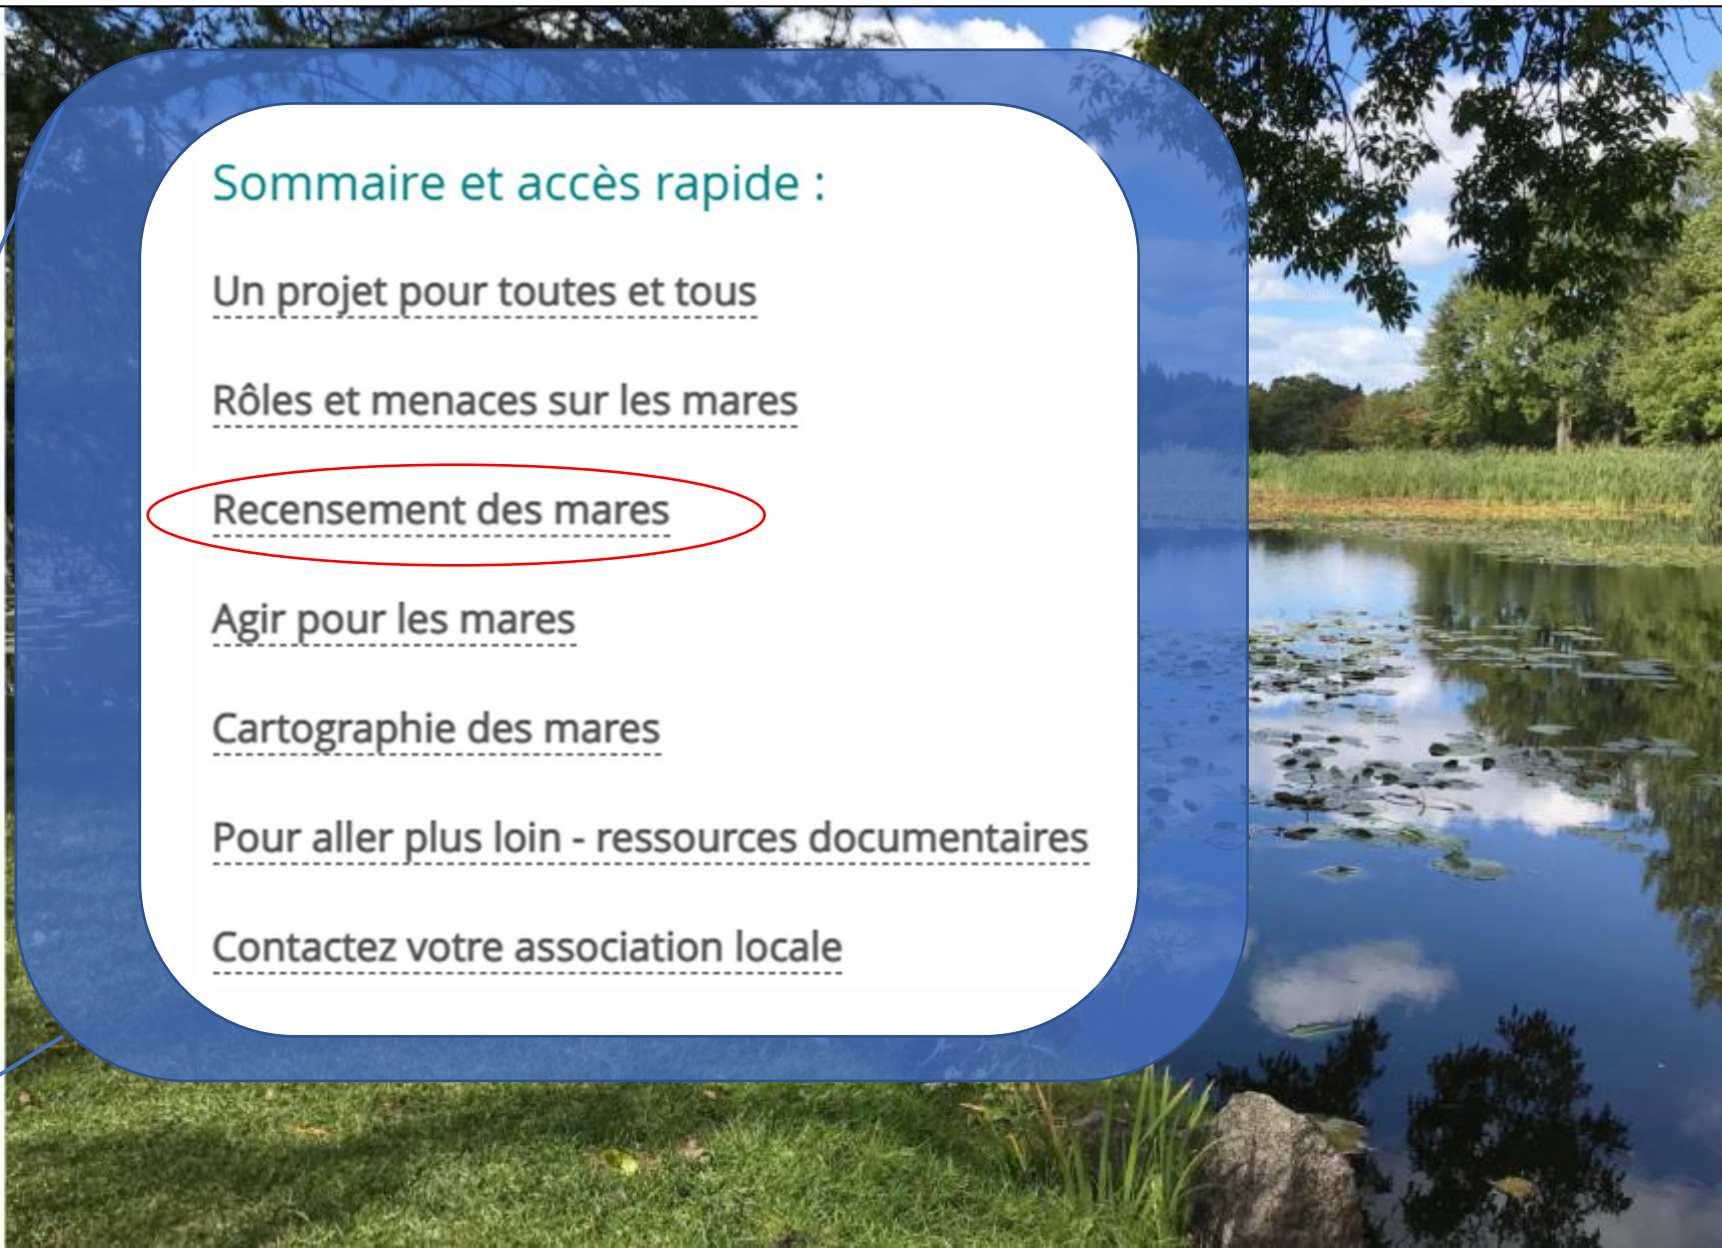 Sommaire et accès rapide :
Un projet pour toutes et tous
Rôles et menaces sur les mares
Recensement des mares
Agir pour les mares
Cartographie des mares
Pour aller plus loin - ressources documentaires
Contactez votre association locale